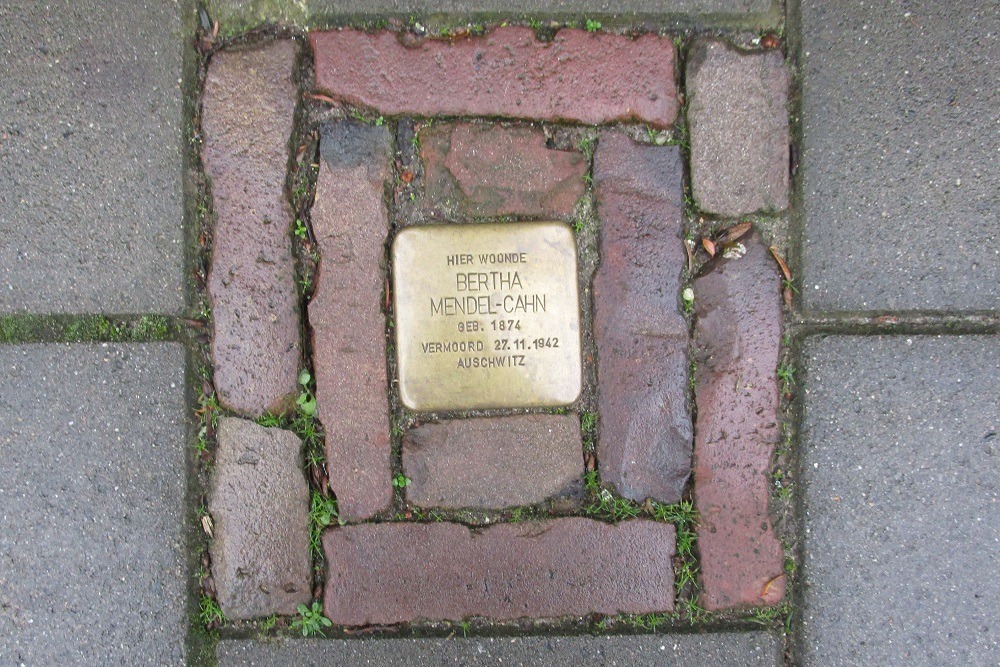 HIER WOONDE
BERTHA
MENDEL-CAHN
GEB. 1874
VERMOORD 27.11.1942
AUSCHWITZ